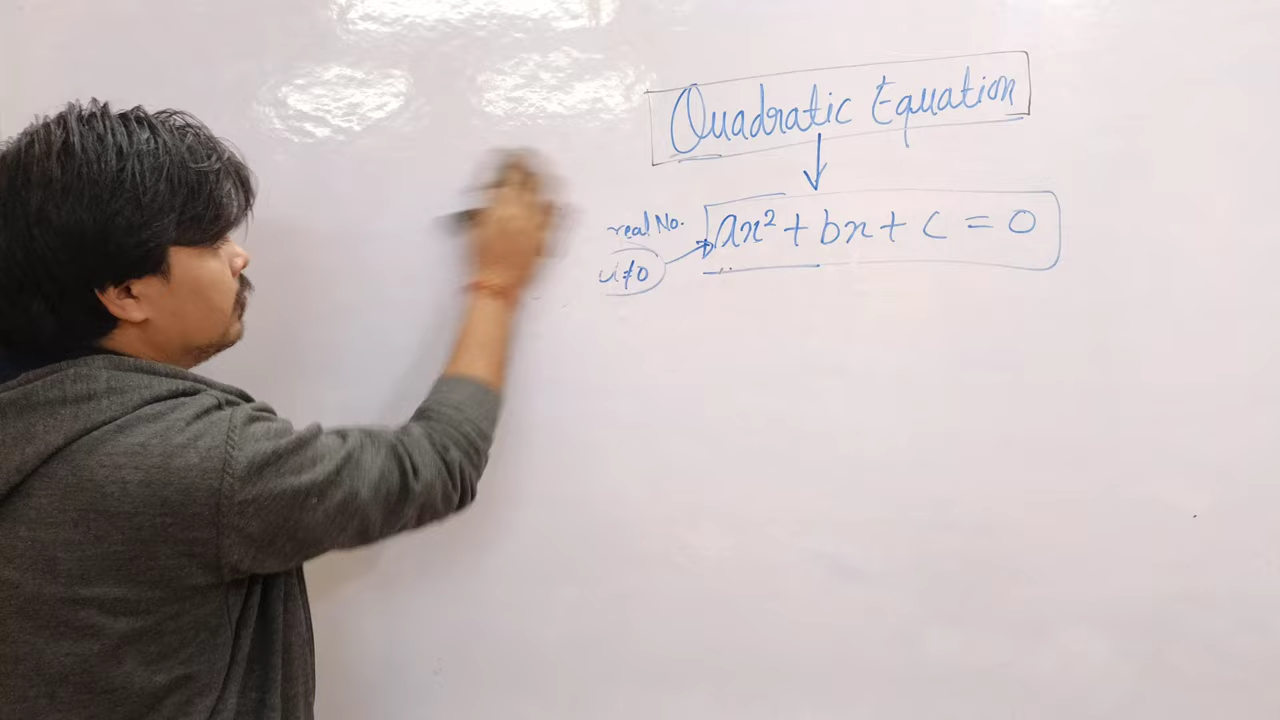 Quadratic Equation
real No.
ax² + bx + c = 0
a≠0